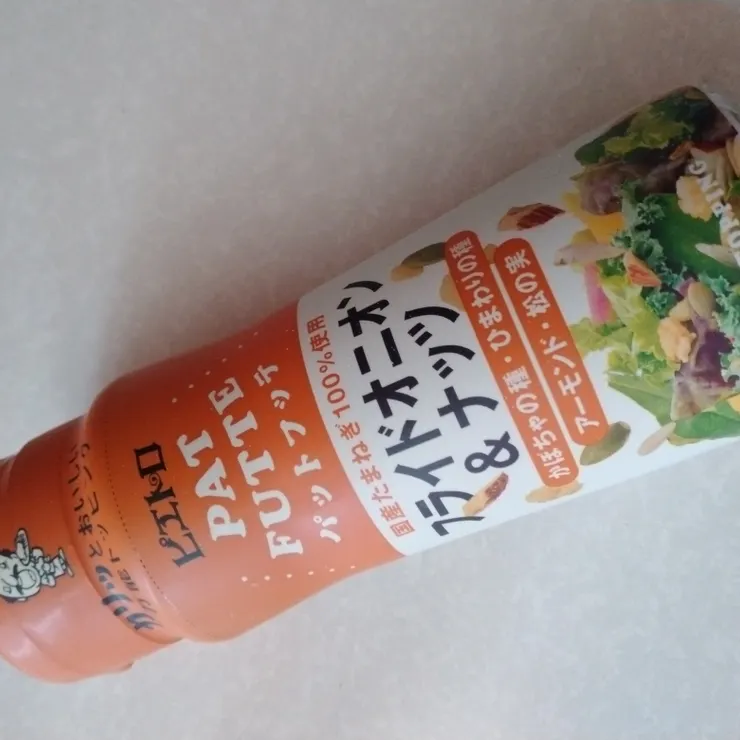 カリッとおいしい
トッピング
ピエトロ
PAT
FUTTE
パットフッテ
国産たまねぎ100%使用
フライドオニオン
&ナッツ
かぼちゃの種・ひまわりの種
アーモンド・松の実